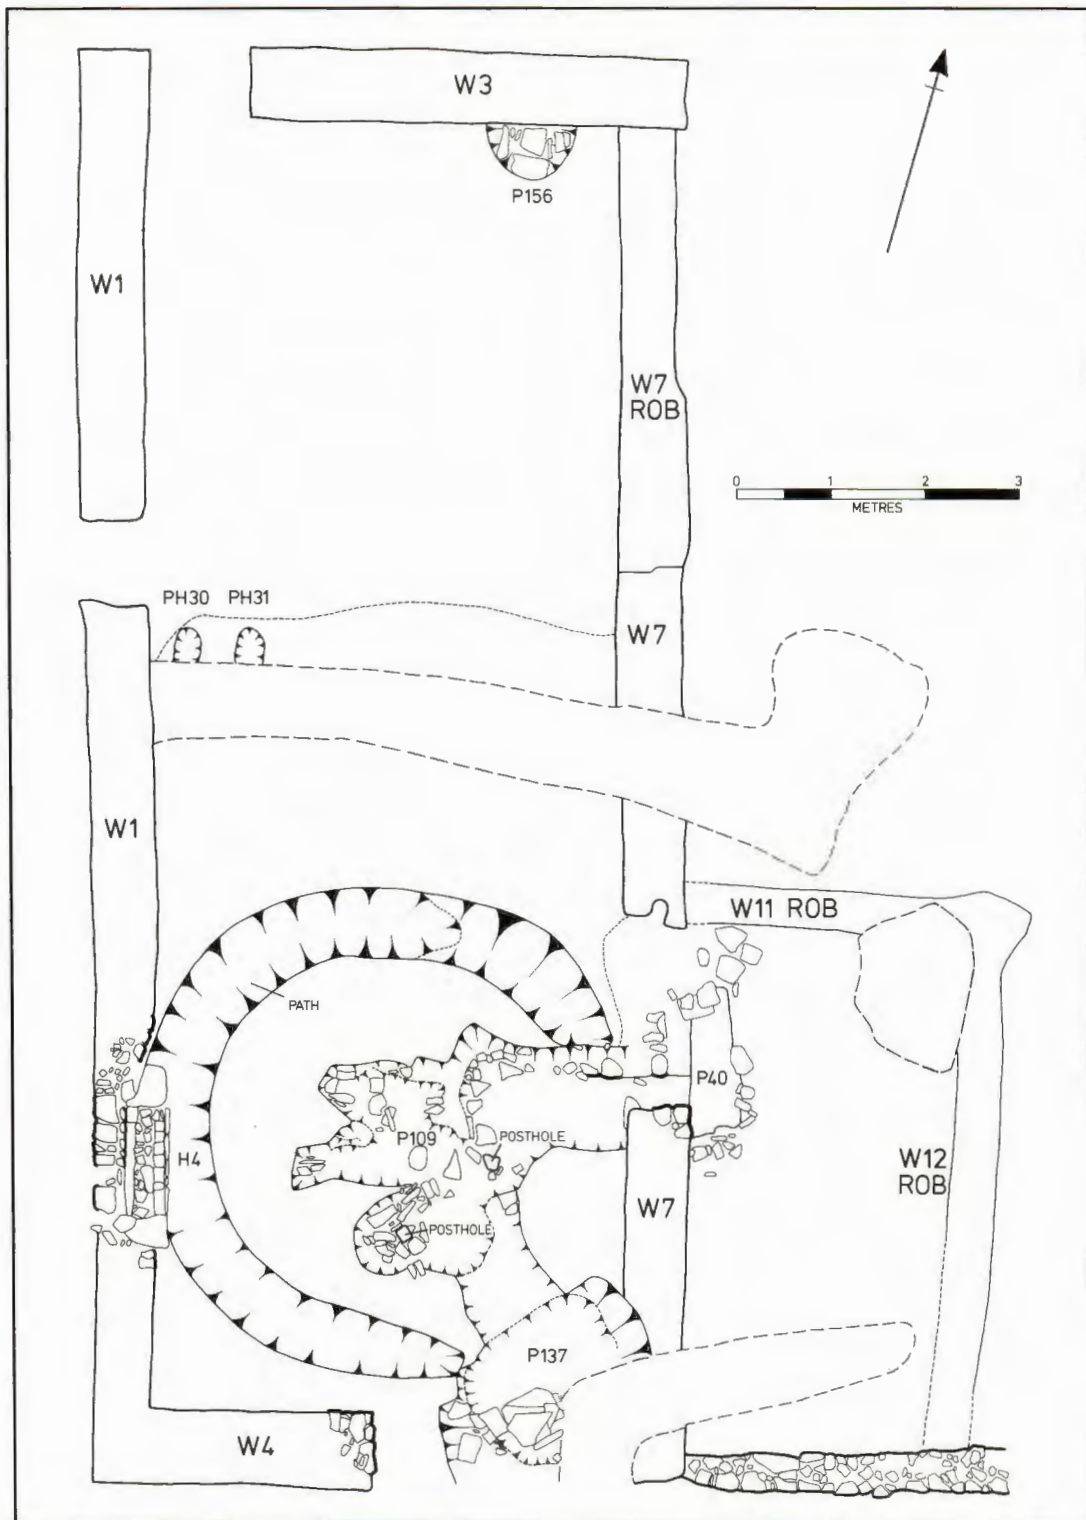 W3
P156
W1
W7
ROB
0 1 2 3
METRES
PH30 PH31
W7
W1
W11 ROB
PATH
P40
H4
P109
POSTHOLE
W12
ROB
W7
POSTHOLE
P137
W4